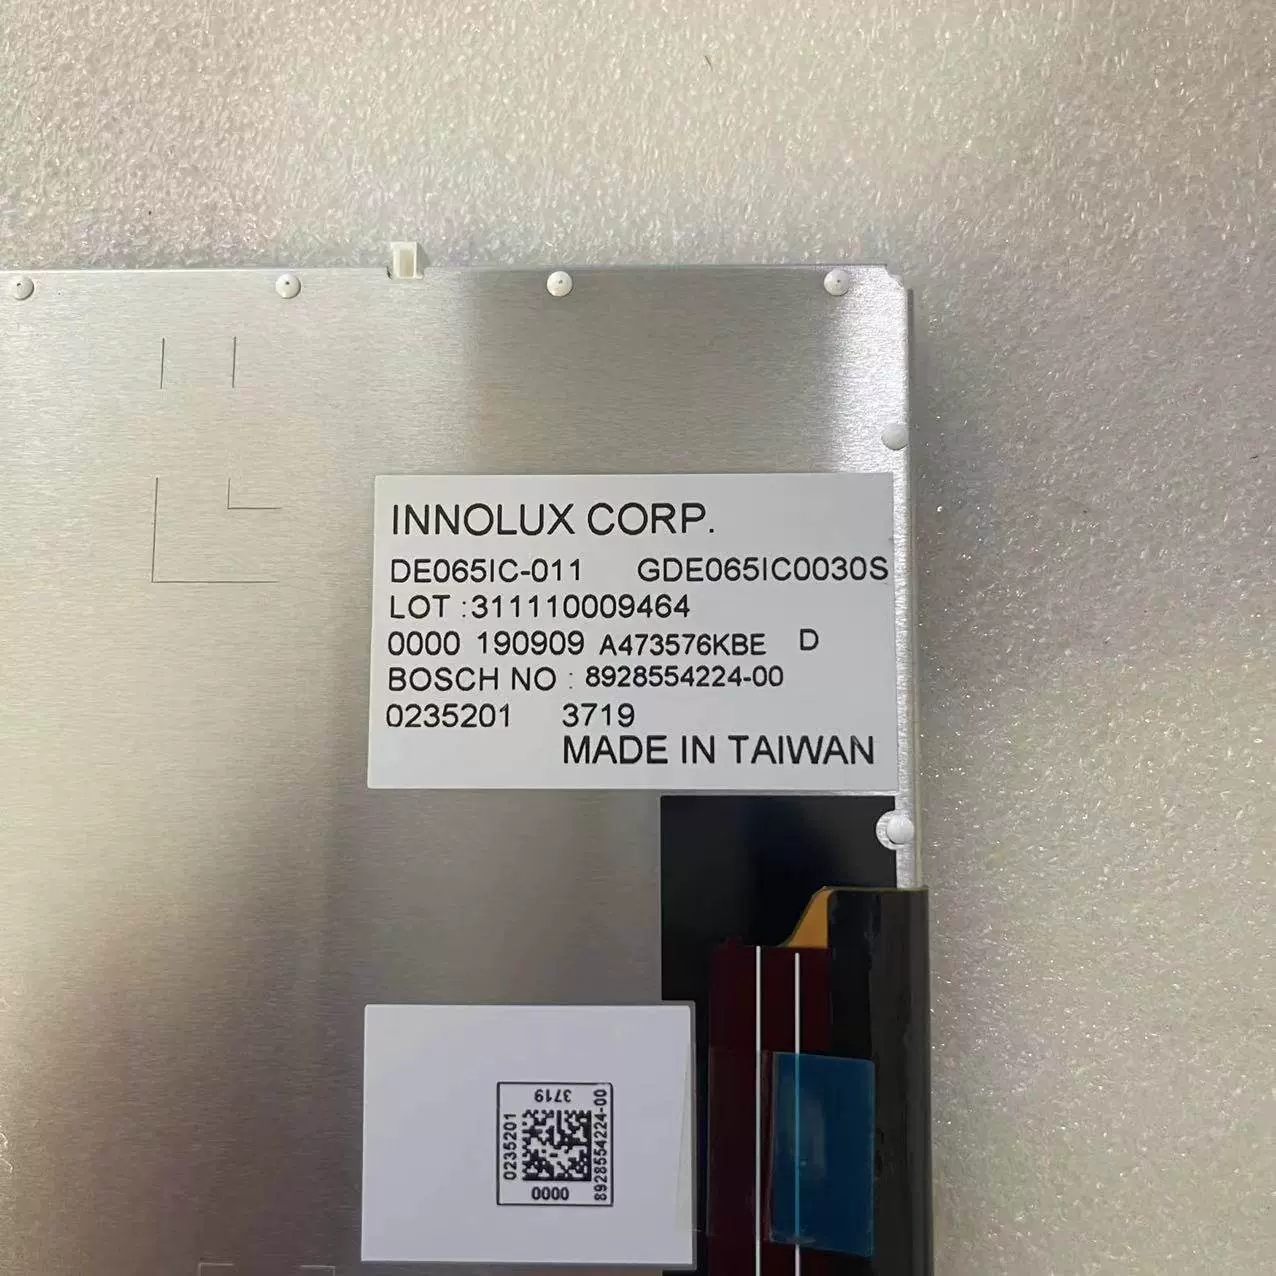 INNOLUX CORP.
DE065IC-011 GDE065IC0030S
LOT :311110009464
0000 190909 A473576KBE D
BOSCH NO : 8928554224-00
0235201 3719
MADE IN TAIWAN
3719
0235201
8928554224-00
0000